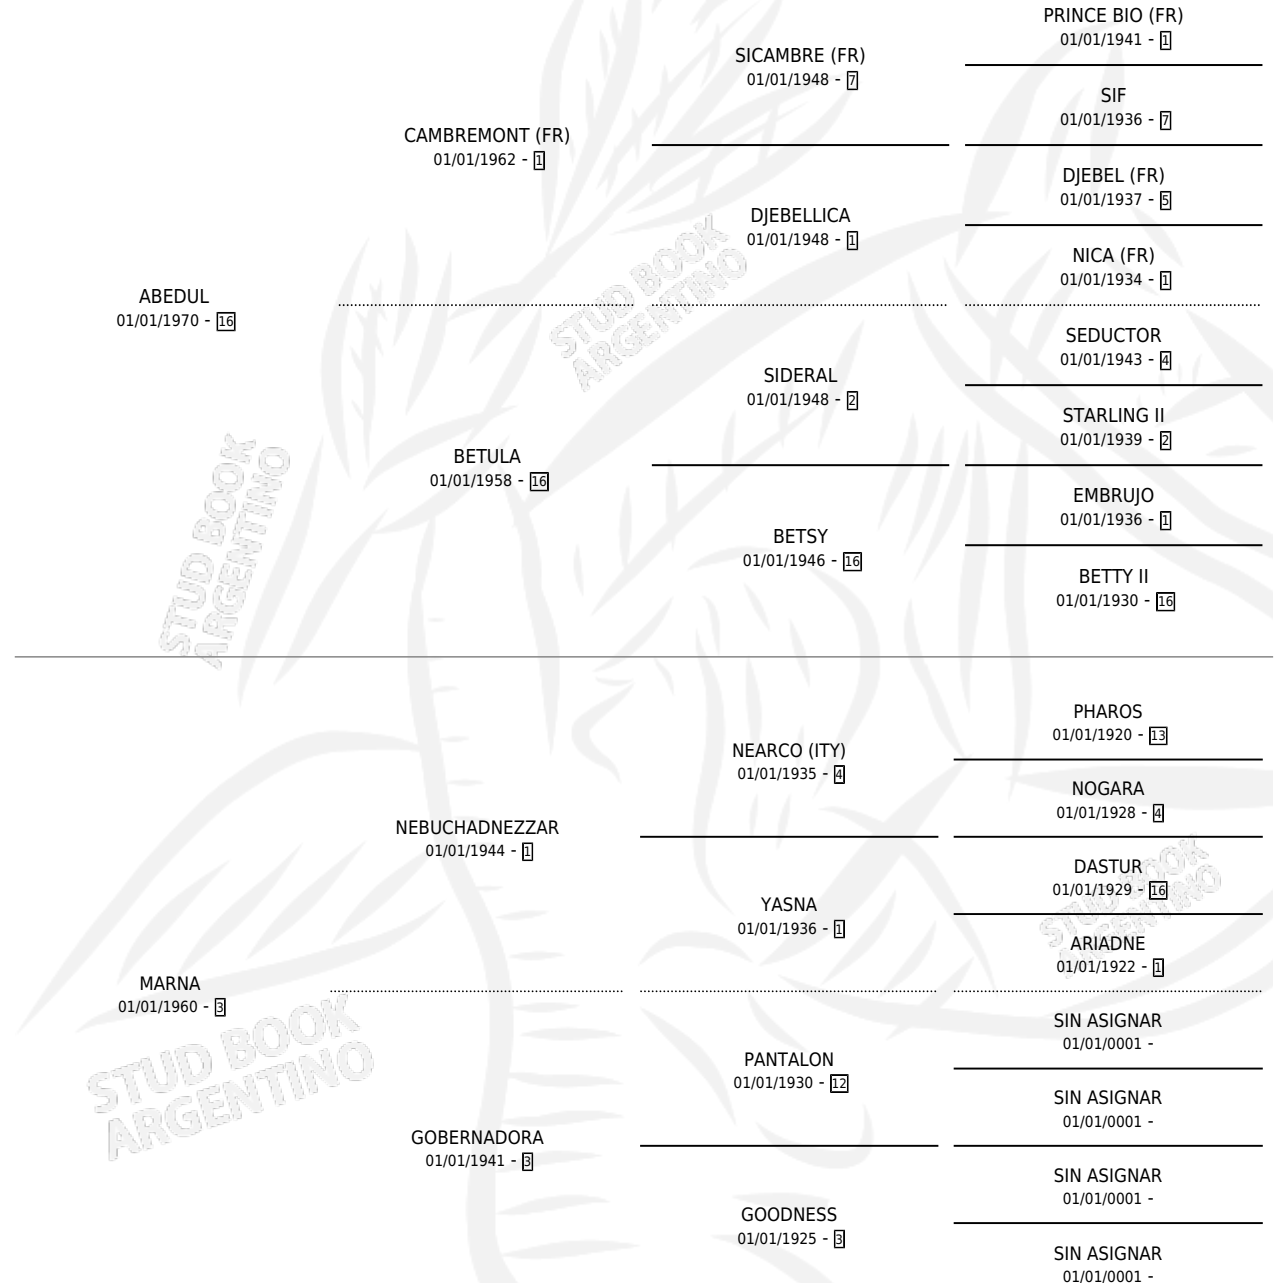 PRINCE BIO (FR)
01/01/1941 - 1
SICAMBRE (FR)
01/01/1948 - 7
SIF
01/01/1936 - 7
CAMBREMONT (FR)
01/01/1962 - 1
DJEBEL (FR)
01/01/1937 - 5
DJEBELLICA
01/01/1948 - 1
NICA (FR)
01/01/1934 - 1
ABEDUL
01/01/1970 - 16
SEDUCTOR
01/01/1943 - 4
SIDERAL
01/01/1948 - 2
STARLING II
01/01/1939 - 2
BETULA
01/01/1958 - 16
EMBRUJO
01/01/1936 - 1
BETSY
01/01/1946 - 16
BETTY II
01/01/1930 - 16
PHAROS
01/01/1920 - 13
NEARCO (ITY)
01/01/1935 - 4
NOGARA
01/01/1928 - 4
NEBUCHADNEZZAR
01/01/1944 - 1
DASTUR
01/01/1929 - 16
YASNA
01/01/1936 - 1
ARIADNE
01/01/1922 - 1
MARNA
01/01/1960 - 3
SIN ASIGNAR
01/01/0001 -
PANTALON
01/01/1930 - 12
SIN ASIGNAR
01/01/0001 -
GOBERNADORA
01/01/1941 - 3
SIN ASIGNAR
01/01/0001 -
GOODNESS
01/01/1925 - 3
SIN ASIGNAR
01/01/0001 -
STUD BOOK
ARGENTINO
STUD BOOK
ARGENTINO
STUD BOOK
ARGENTINO
STUD BOOK
ARGENTINO